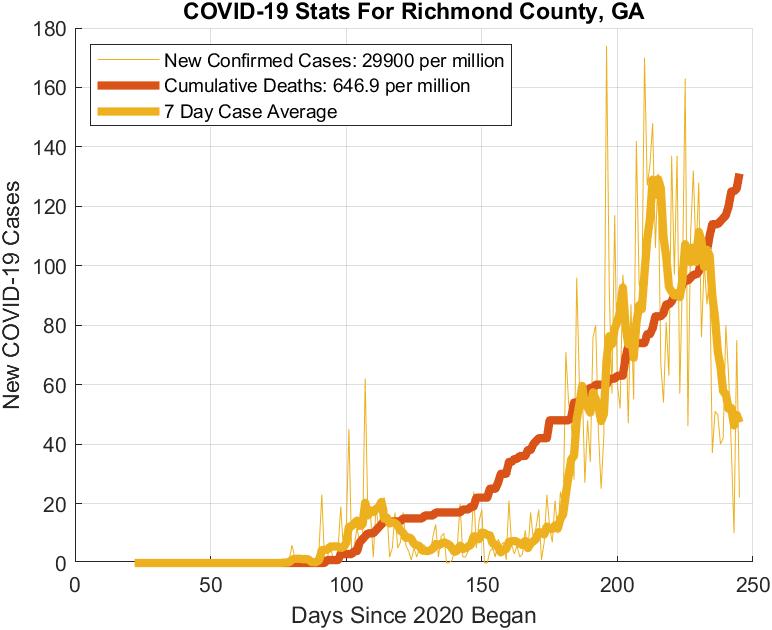 COVID-19 Stats For Richmond County, GA
New Confirmed Cases: 29900 per million
Cumulative Deaths: 646.9 per million
7 Day Case Average
New COVID-19 Cases
180
160
140
120
100
80
60
40
20
0
0 50 100 150 200 250
Days Since 2020 Began